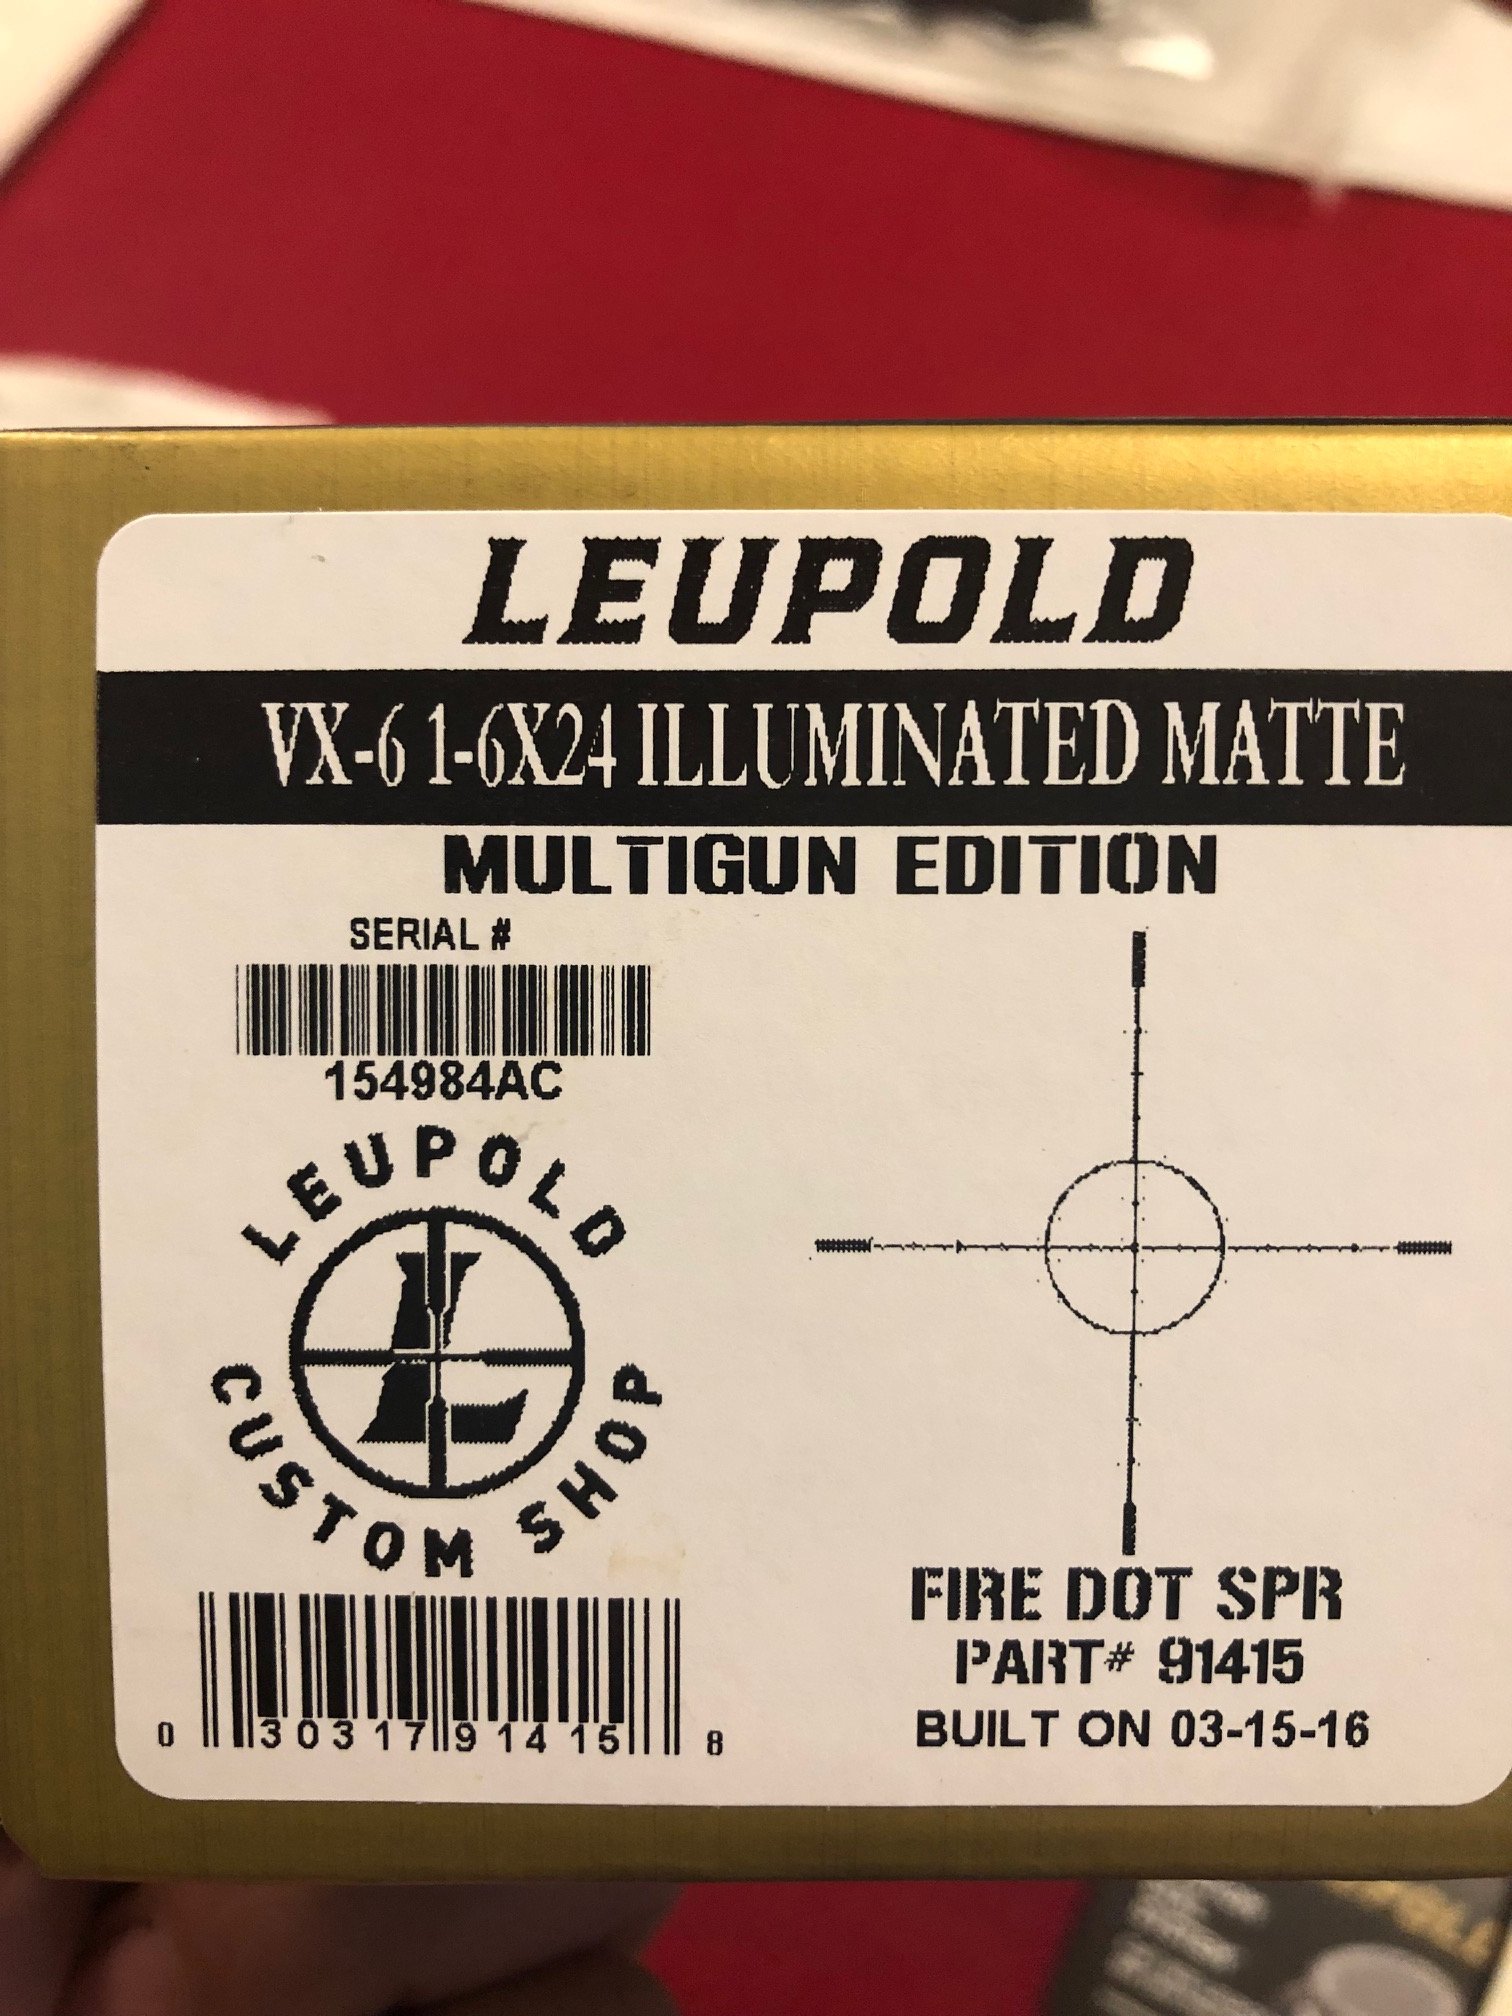 LEUPOLD
VX-6 1-6X24 ILLUMINATED MATTE
MULTIGUN EDITION
SERIAL #
154984AC
LEUPOLD
CUSTOM SHOP
0 30317 91415 8
FIRE DOT SPR
PART# 91415
BUILT ON 03-15-16